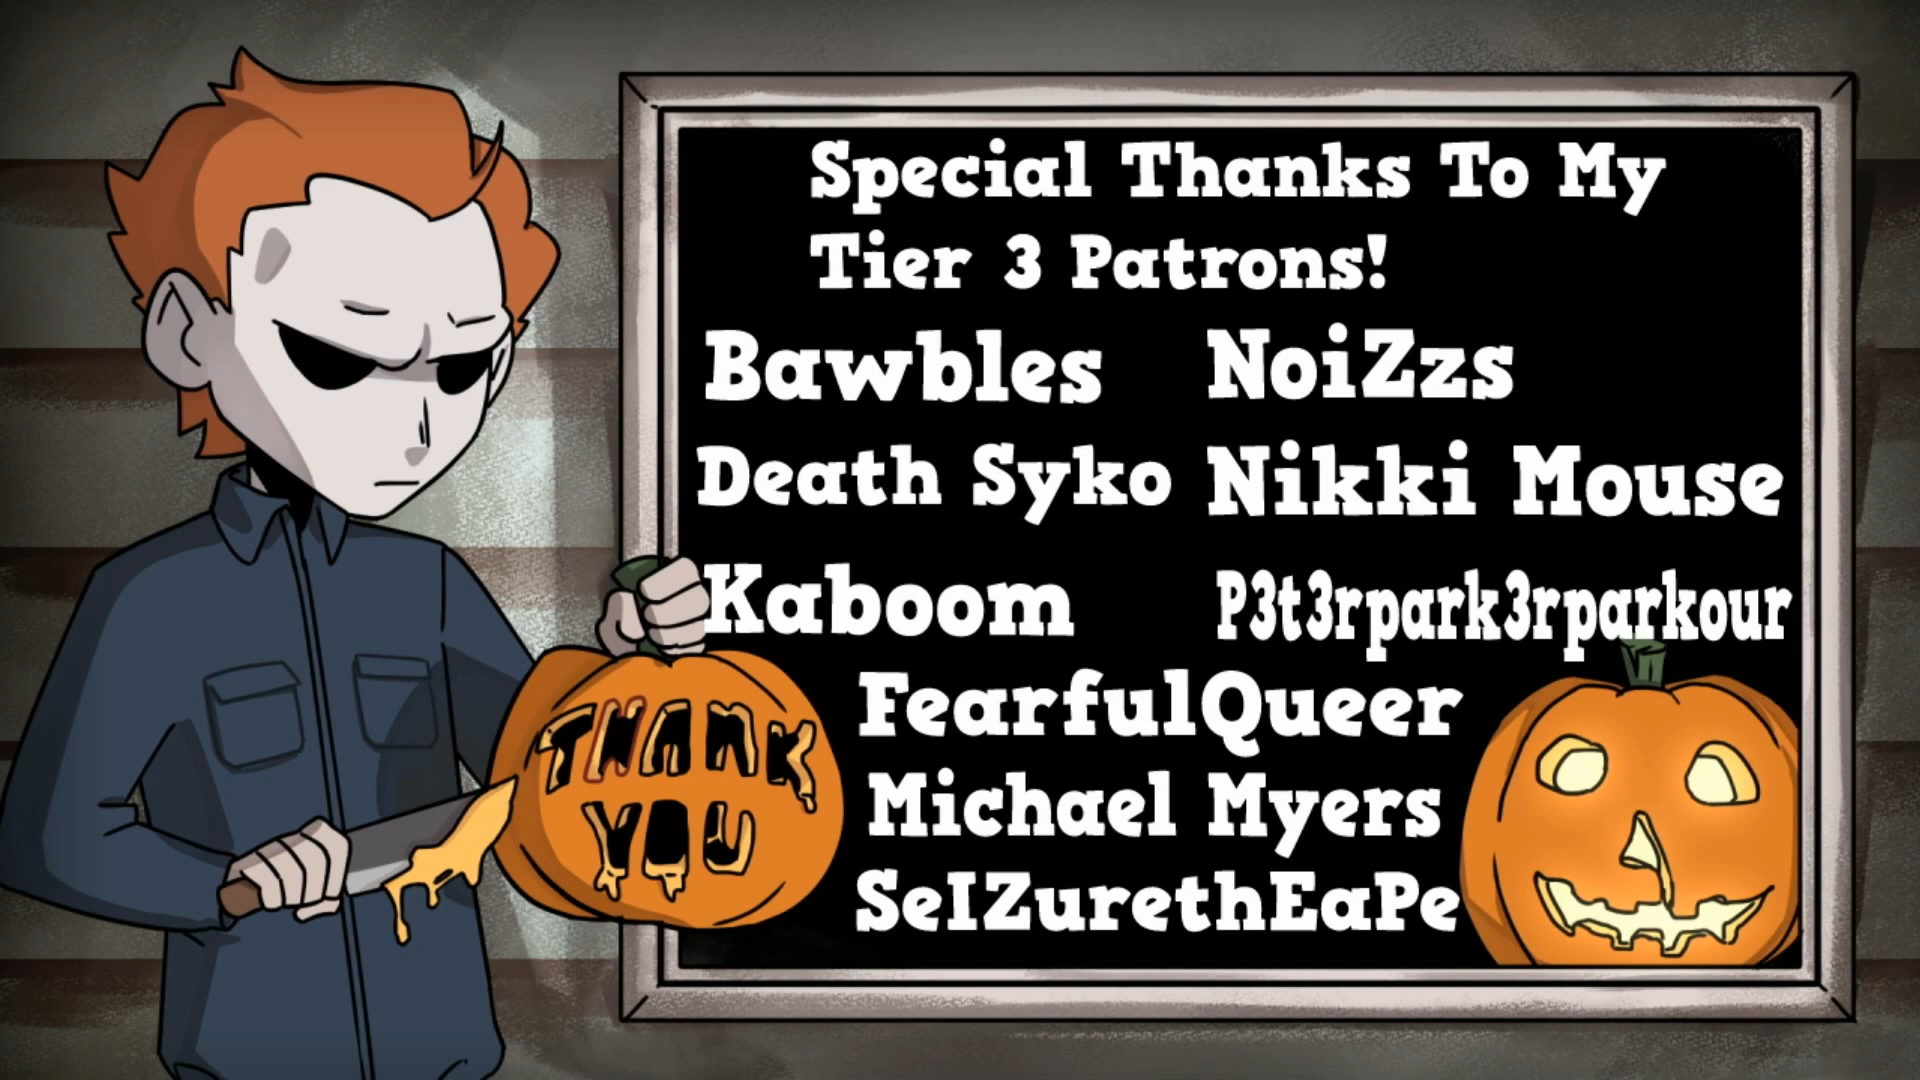 Special Thanks To My
Tier 3 Patrons!
Bawbles
NoiZzs
Death Syko
Nikki Mouse
Kaboom
P3t3rpark3rparkour
FearfulQueer
Michael Myers
SeIZurethEaPe
THANK
YOU